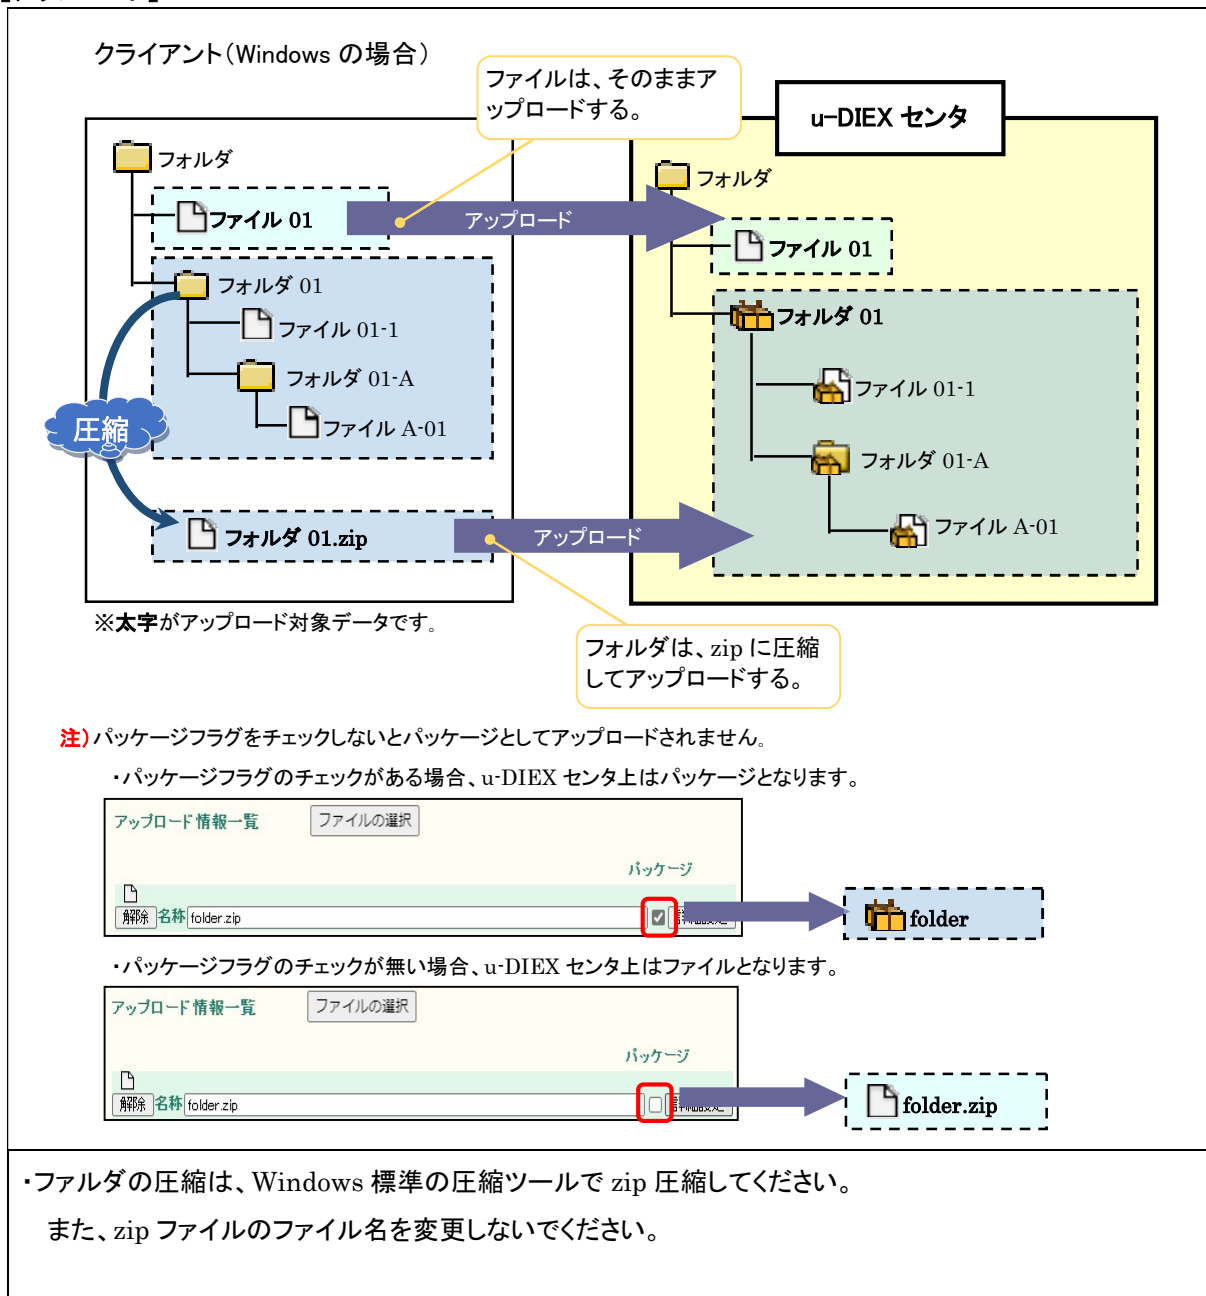 クライアント（Windows の場合）
ファイルは、そのままア
ップロードする。
u-DIEX センタ
フォルダ
ファイル 01
フォルダ 01
ファイル 01-1
フォルダ 01-A
ファイル A-01
圧縮
フォルダ 01.zip
アップロード
アップロード
フォルダ
ファイル 01
フォルダ 01
ファイル 01-1
フォルダ 01-A
ファイル A-01
※太字がアップロード対象データです。
フォルダは、zip に圧縮
してアップロードする。
注）パッケージフラグをチェックしないとパッケージとしてアップロードされません。
・パッケージフラグのチェックがある場合、u-DIEX センタ上はパッケージとなります。
アップロード情報一覧 ファイルの選択
パッケージ
解除 名称 folder.zip
folder
・パッケージフラグのチェックが無い場合、u-DIEX センタ上はファイルとなります。
アップロード情報一覧 ファイルの選択
パッケージ
解除 名称 folder.zip
folder.zip
・ファルダの圧縮は、Windows 標準の圧縮ツールで zip 圧縮してください。
また、zip ファイルのファイル名を変更しないでください。